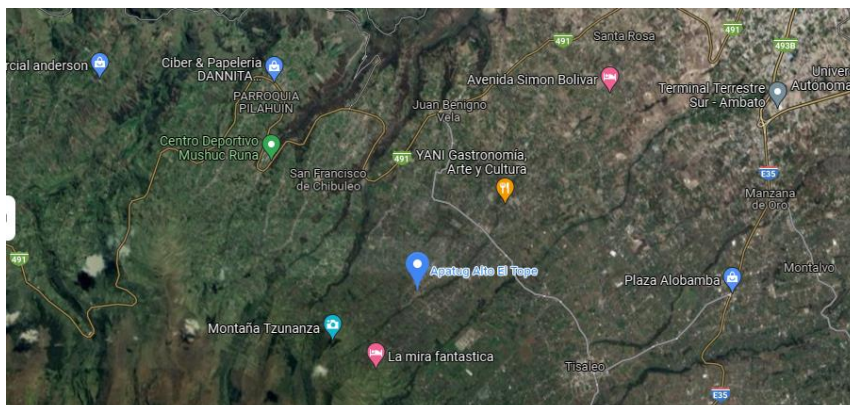 491
Santa Rosa
491
493B
rcial anderson
Ciber & Papeleria
DANNITA...
Avenida Simon Bolivar
Terminal Terrestre
Sur - Ambato
Univer
Autónoma
PARROQUIA
PILAHUIN
Juan Benigno
Vela
Centro Deportivo
Mushuc Runa
491
YANI Gastronomía,
Arte y Cultura
San Francisco
de Chibuleo
E35
Manzana
de Oro
491
Apatug Alto El Tope
Plaza Alobamba
Montalvo
Montaña Tzunanza
La mira fantastica
Tisaleo
E35